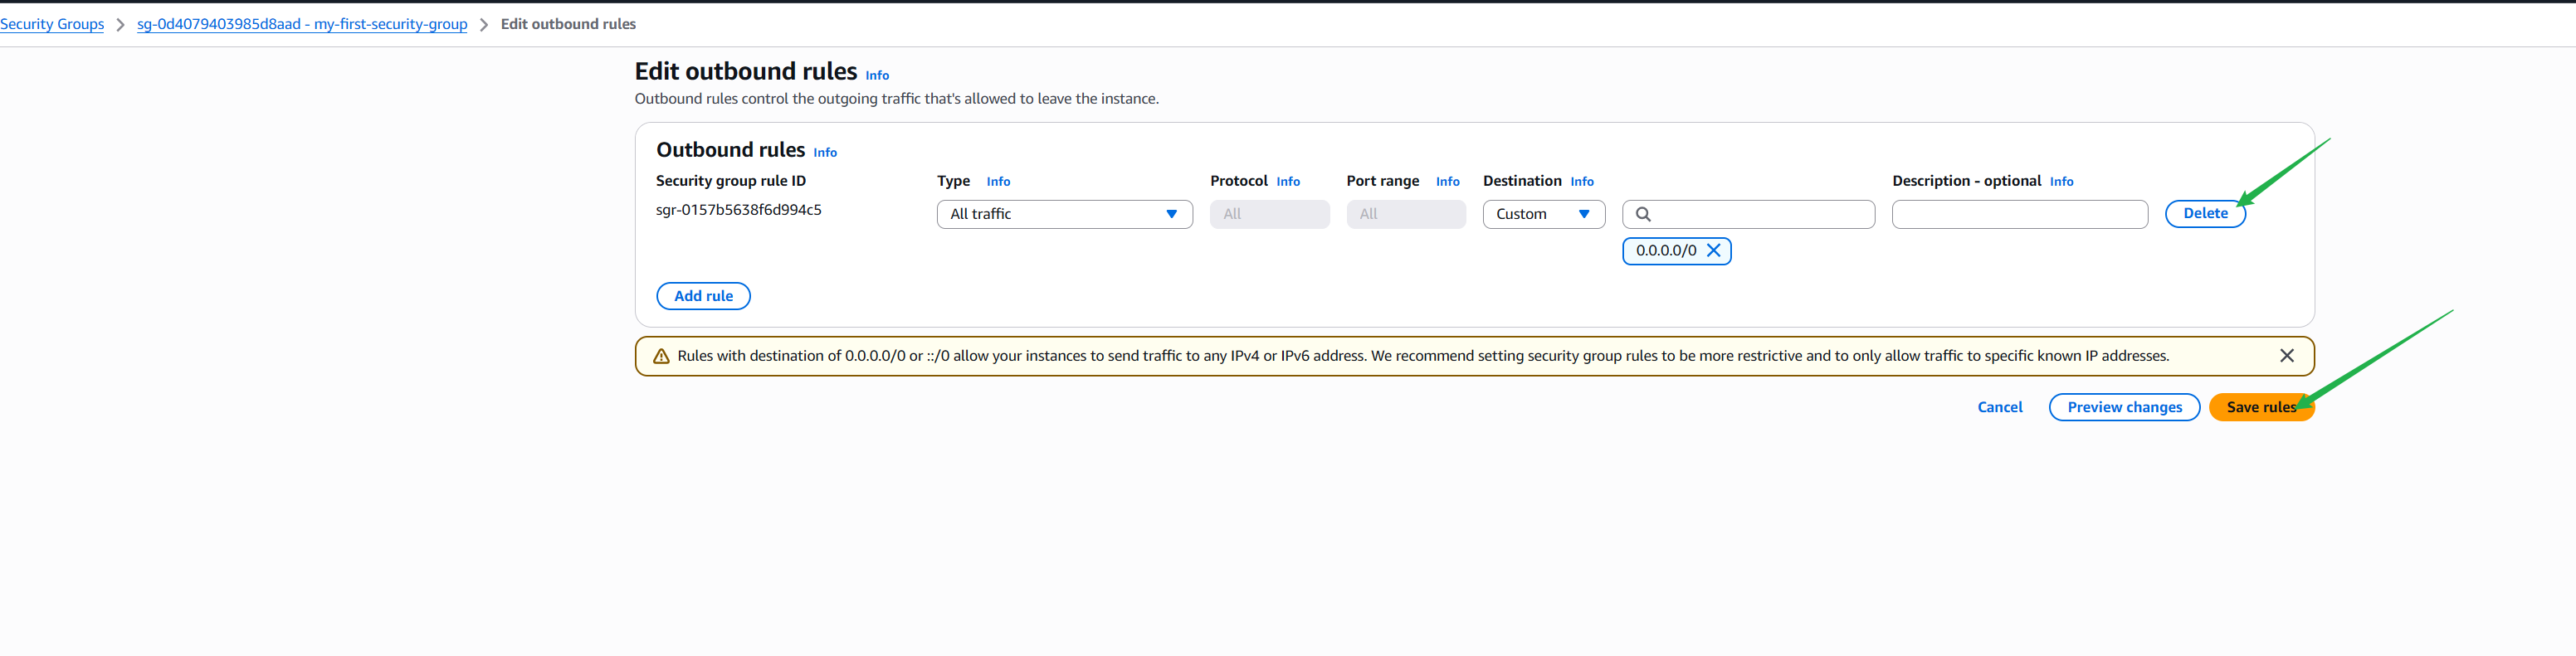 Security Groups > sg-0d4079403985d8aad - my-first-security-group > Edit outbound rules
Edit outbound rules Info
Outbound rules control the outgoing traffic that's allowed to leave the instance.
Outbound rules Info
Security group rule ID Type Info Protocol Info Port range Info Destination Info Description - optional Info
sgr-0157b5638f6d994c5 All traffic All All Custom Delete
0.0.0.0/0
Add rule
Rules with destination of 0.0.0.0/0 or ::/0 allow your instances to send traffic to any IPv4 or IPv6 address. We recommend setting security group rules to be more restrictive and to only allow traffic to specific known IP addresses.
Cancel Preview changes Save rules